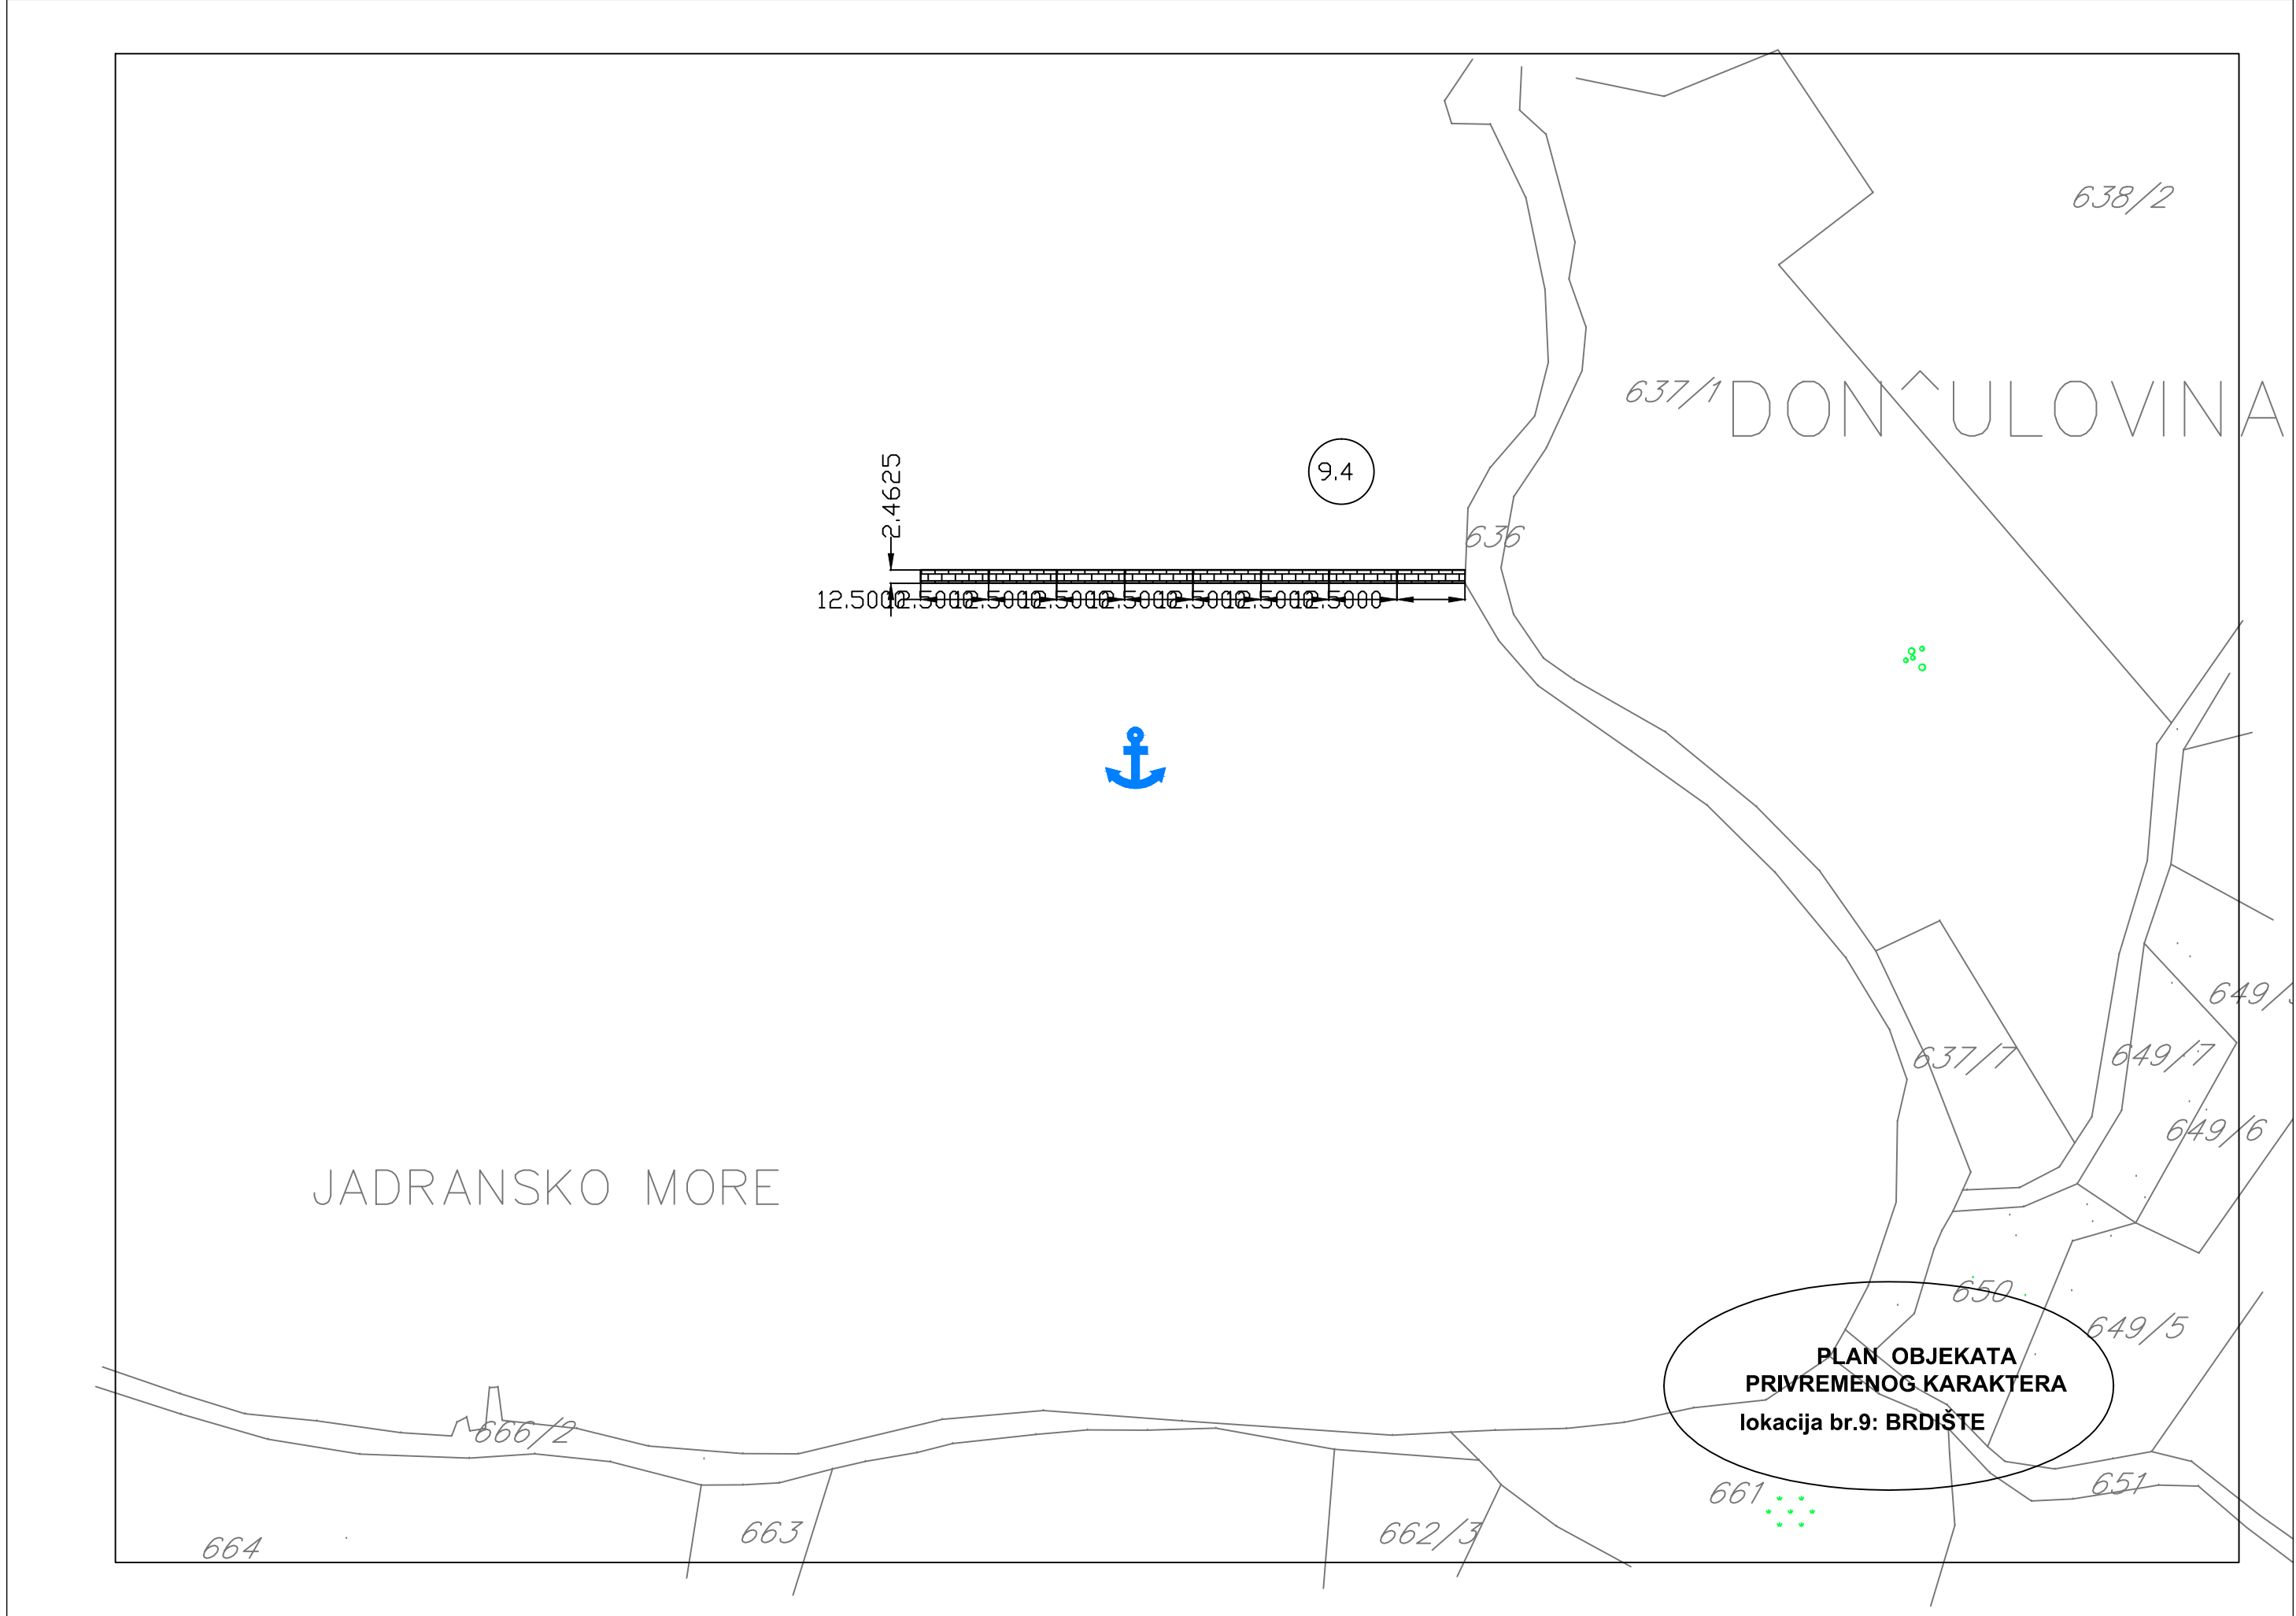 638/2
637/1
DON^ULOVINA
9.4
2.4625
636
12.5000 12.5000 12.5000 12.5000 12.5000 12.5000 12.5000 12.5000
637/7
649/7
649/6
JADRANSKO MORE
650
649/5
PLAN OBJEKATA
PRIVREMENOG KARAKTERA
lokacija br.9: BRDIŠTE
666/2
651
661
663
662/3
664